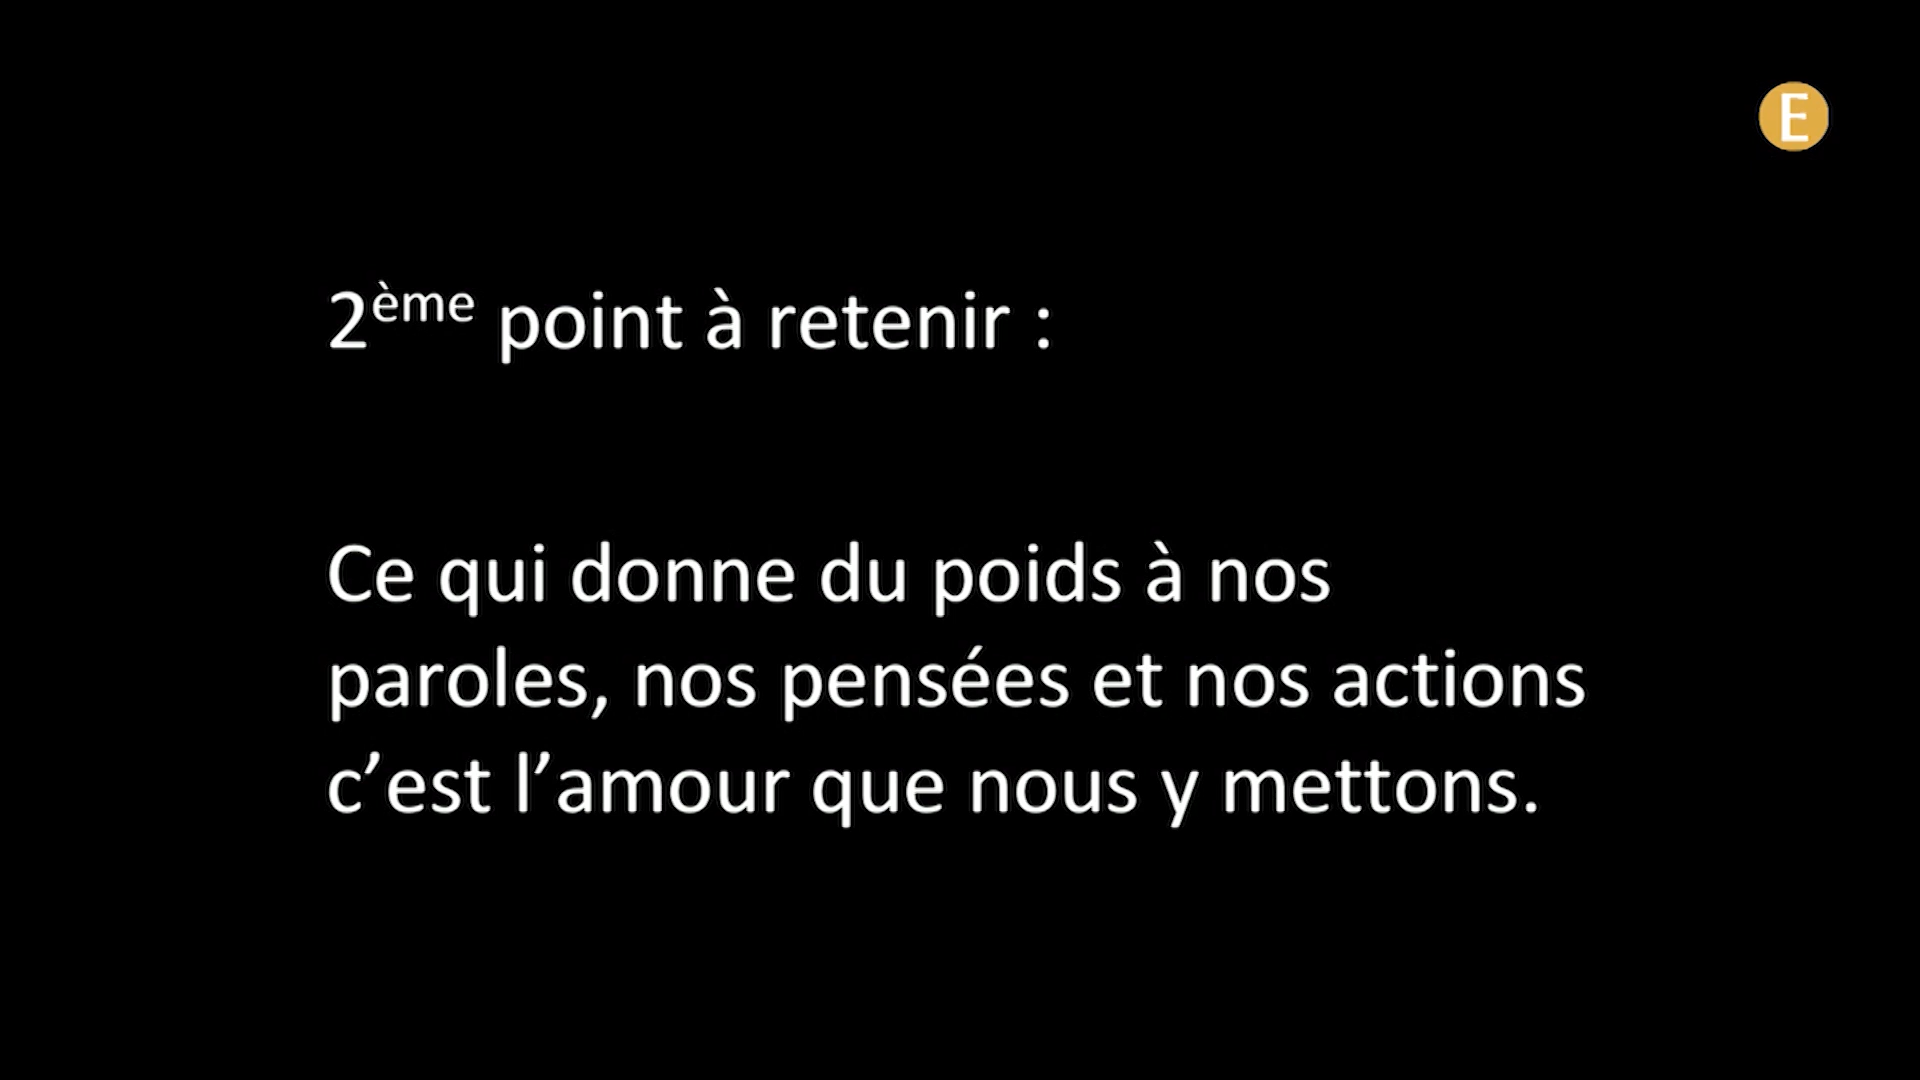 E
2ème point à retenir :
Ce qui donne du poids à nos
paroles, nos pensées et nos actions
c’est l’amour que nous y mettons.